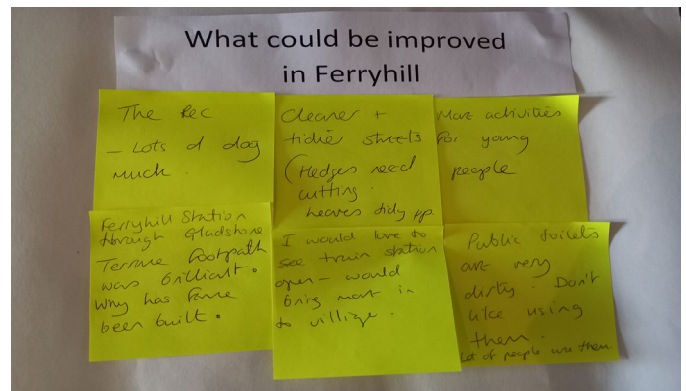 What could be improved
in Ferryhill
The Rec
- Lots of dog
muck.
Cleaner +
tidier streets
(Hedges need
cutting.
Leaves tidy up.
More activities
for young
people
Ferryhill Station
through Gladstone
Terrace Footpath
was brilliant.
Why has fence
been built.
I would love to
see train station
open - would
bring more in
to village.
Public toilets
are very
dirty. Don't
like using
them.
Lot of people use them